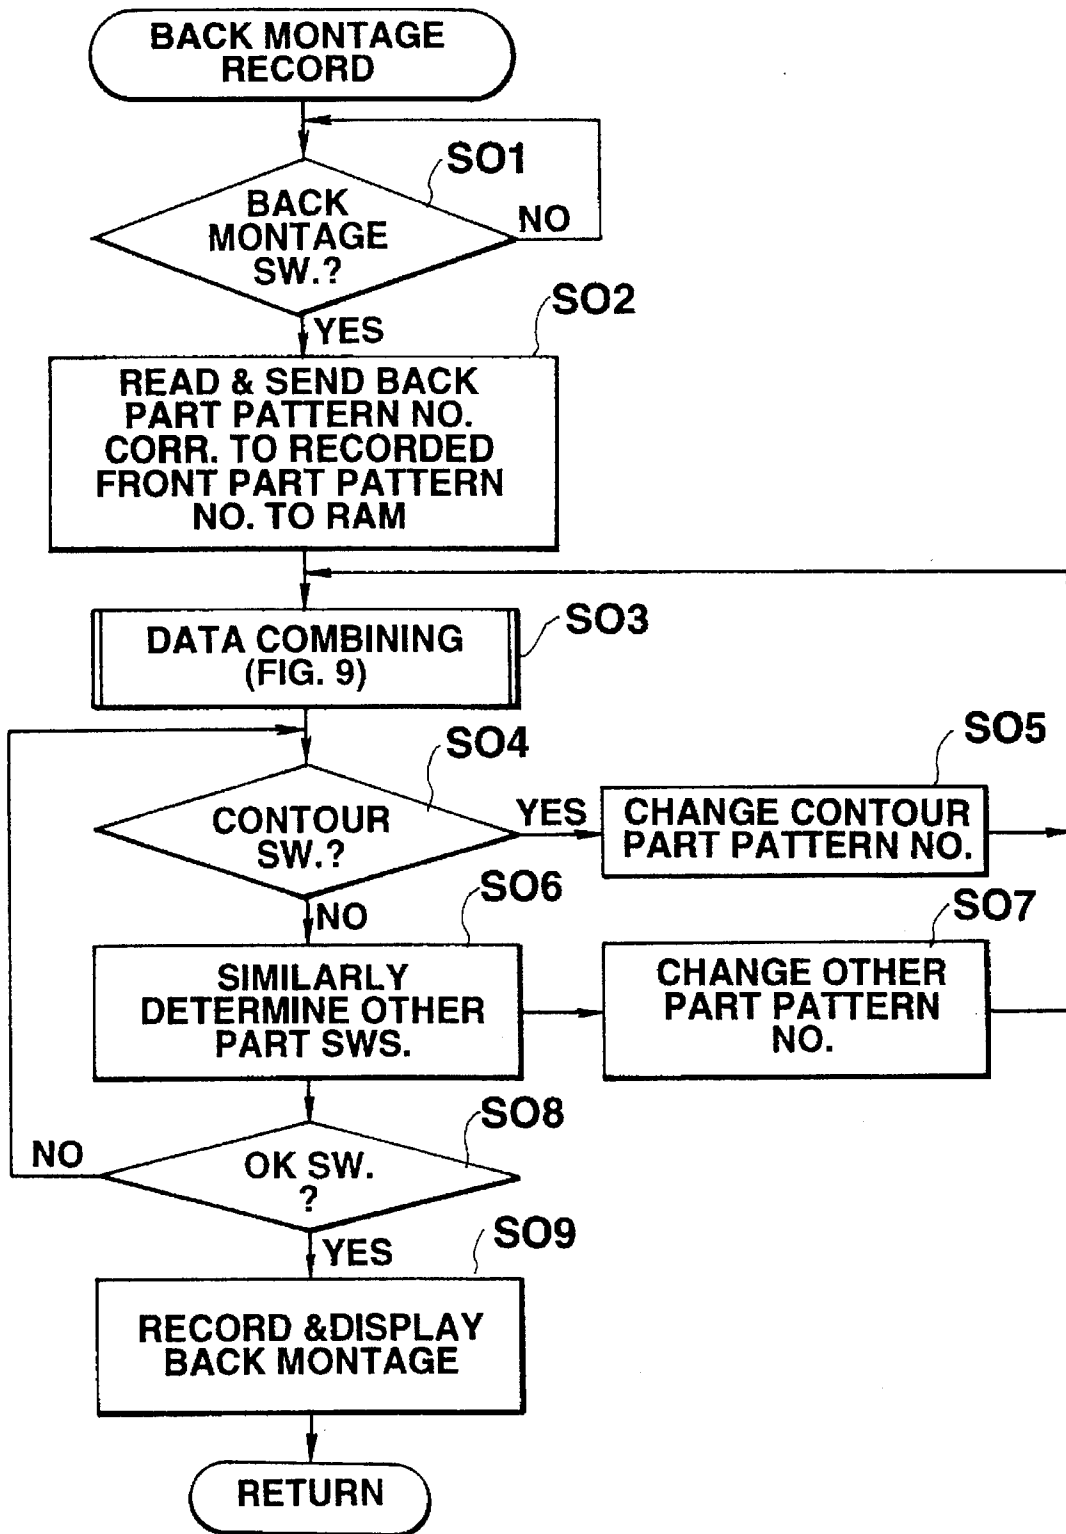 BACK MONTAGE
RECORD
SO1
BACK
MONTAGE
SW.?
NO
YES
SO2
READ & SEND BACK
PART PATTERN NO.
CORR. TO RECORDED
FRONT PART PATTERN
NO. TO RAM
SO3
DATA COMBINING
(FIG. 9)
SO4
CONTOUR
SW.?
YES
SO5
CHANGE CONTOUR
PART PATTERN NO.
NO
SO6
SIMILARLY
DETERMINE OTHER
PART SWS.
SO7
CHANGE OTHER
PART PATTERN
NO.
SO8
OK SW.
?
NO
YES
SO9
RECORD &DISPLAY
BACK MONTAGE
RETURN